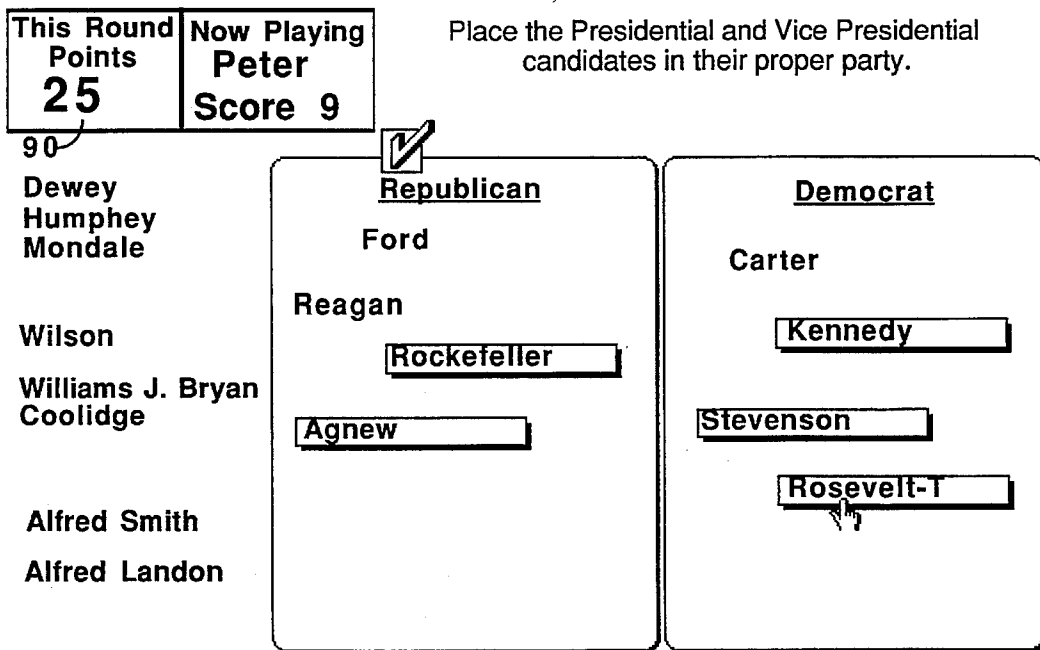 This Round
Points
25
Now Playing
Peter
Score 9
Place the Presidential and Vice Presidential
candidates in their proper party.
90
Dewey
Humphey
Mondale
Wilson
Williams J. Bryan
Coolidge
Alfred Smith
Alfred Landon
Republican
Ford
Reagan
Rockefeller
Agnew
Democrat
Carter
Kennedy
Stevenson
Rosevelt-T